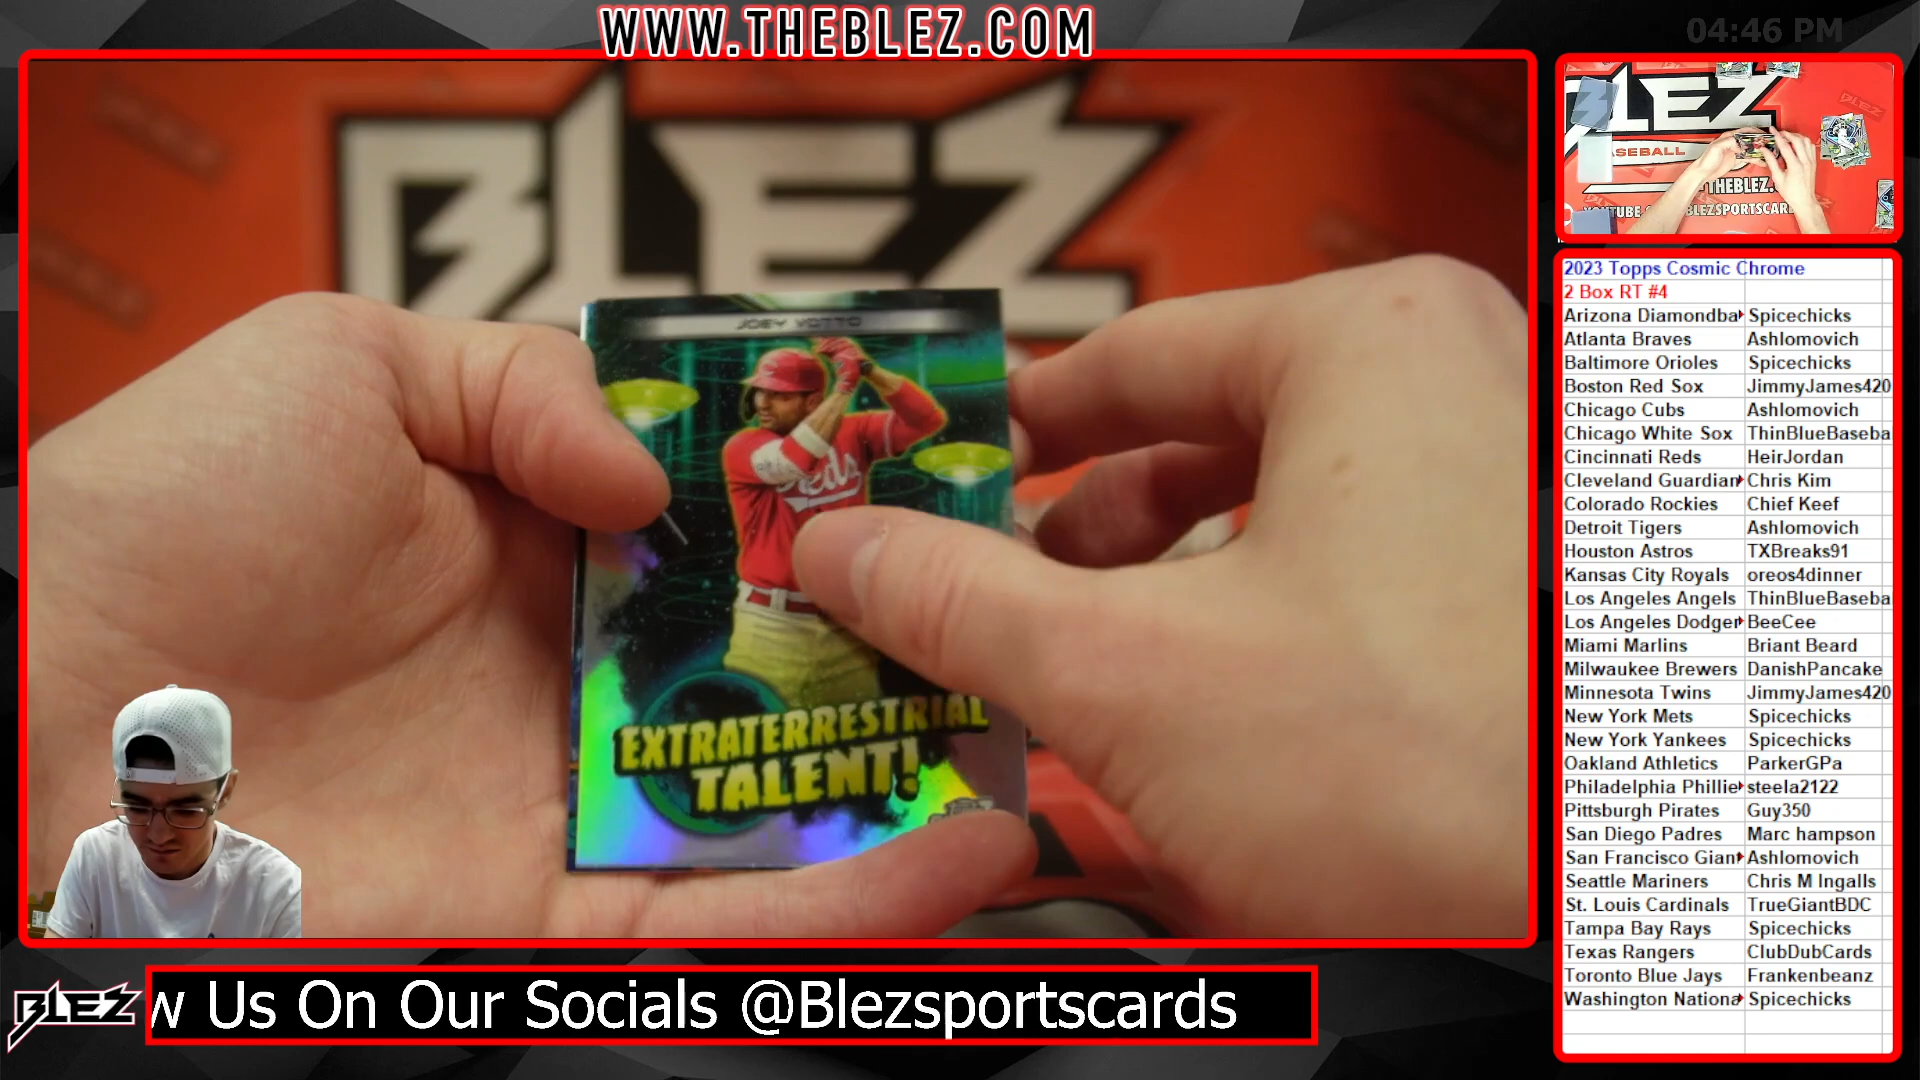 WWW.THEBLEZ.COM
04:46 PM
BLEZ
JOEY VOTTO
Reds
EXTRATERRESTRIAL
TALENT!
LEZ
SEBALL
THEBLEZ.
BLEZSPORTSCAR
2023 Topps Cosmic Chrome
2 Box RT #4
Arizona Diamondba Spicechicks
Atlanta Braves Ashlomovich
Baltimore Orioles Spicechicks
Boston Red Sox JimmyJames420
Chicago Cubs Ashlomovich
Chicago White Sox ThinBlueBaseba
Cincinnati Reds HeirJordan
Cleveland Guardian Chris Kim
Colorado Rockies Chief Keef
Detroit Tigers Ashlomovich
Houston Astros TXBreaks91
Kansas City Royals oreos4dinner
Los Angeles Angels ThinBlueBaseba
Los Angeles Dodger BeeCee
Miami Marlins Briant Beard
Milwaukee Brewers DanishPancake
Minnesota Twins JimmyJames420
New York Mets Spicechicks
New York Yankees Spicechicks
Oakland Athletics ParkerGPa
Philadelphia Phillie steela2122
Pittsburgh Pirates Guy350
San Diego Padres Marc hampson
San Francisco Gian Ashlomovich
Seattle Mariners Chris M Ingalls
St. Louis Cardinals TrueGiantBDC
Tampa Bay Rays Spicechicks
Texas Rangers ClubDubCards
Toronto Blue Jays Frankenbeanz
Washington Nationa Spicechicks
BLEZ
w Us On Our Socials @Blezsportscards